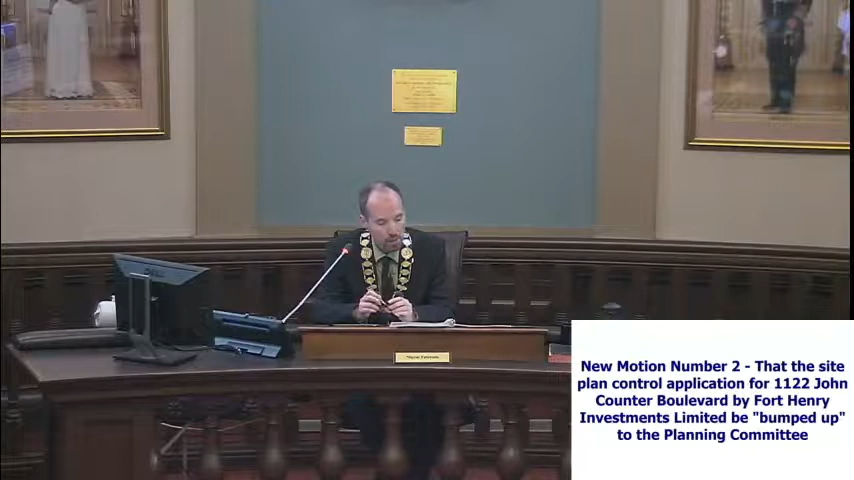 New Motion Number 2 - That the site
plan control application for 1122 John
Counter Boulevard by Fort Henry
Investments Limited be "bumped up"
to the Planning Committee